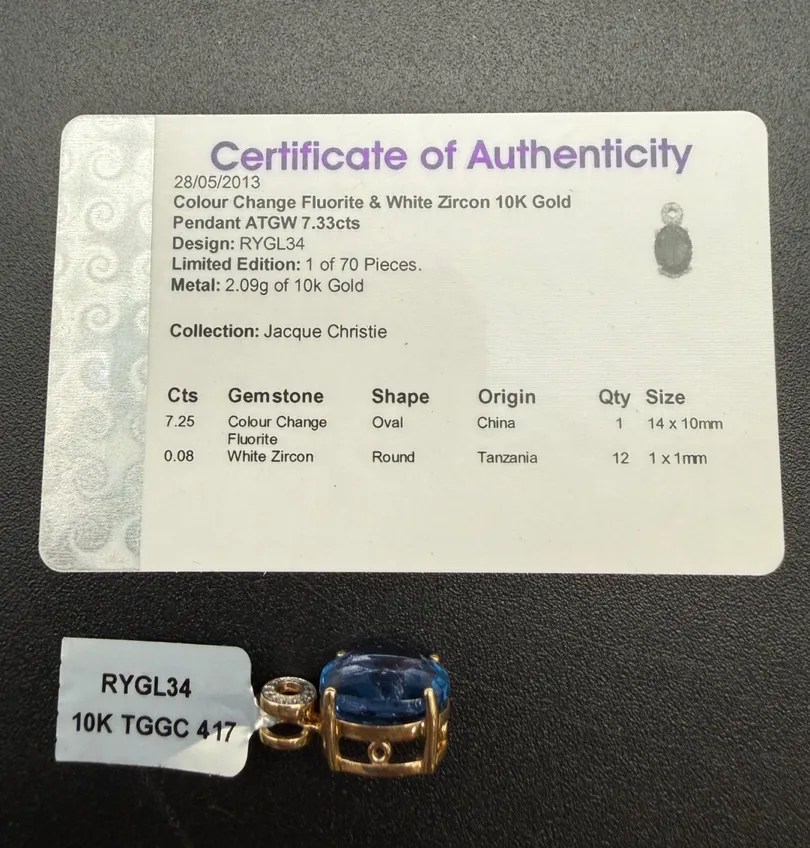 Certificate of Authenticity
28/05/2013
Colour Change Fluorite & White Zircon 10K Gold
Pendant ATGW 7.33cts
Design: RYGL34
Limited Edition: 1 of 70 Pieces.
Metal: 2.09g of 10k Gold
Collection: Jacque Christie
Cts Gemstone Shape Origin Qty Size
7.25 Colour Change Oval China 1 14 x 10mm
Fluorite
0.08 White Zircon Round Tanzania 12 1 x 1mm
RYGL34
10K TGGC 417